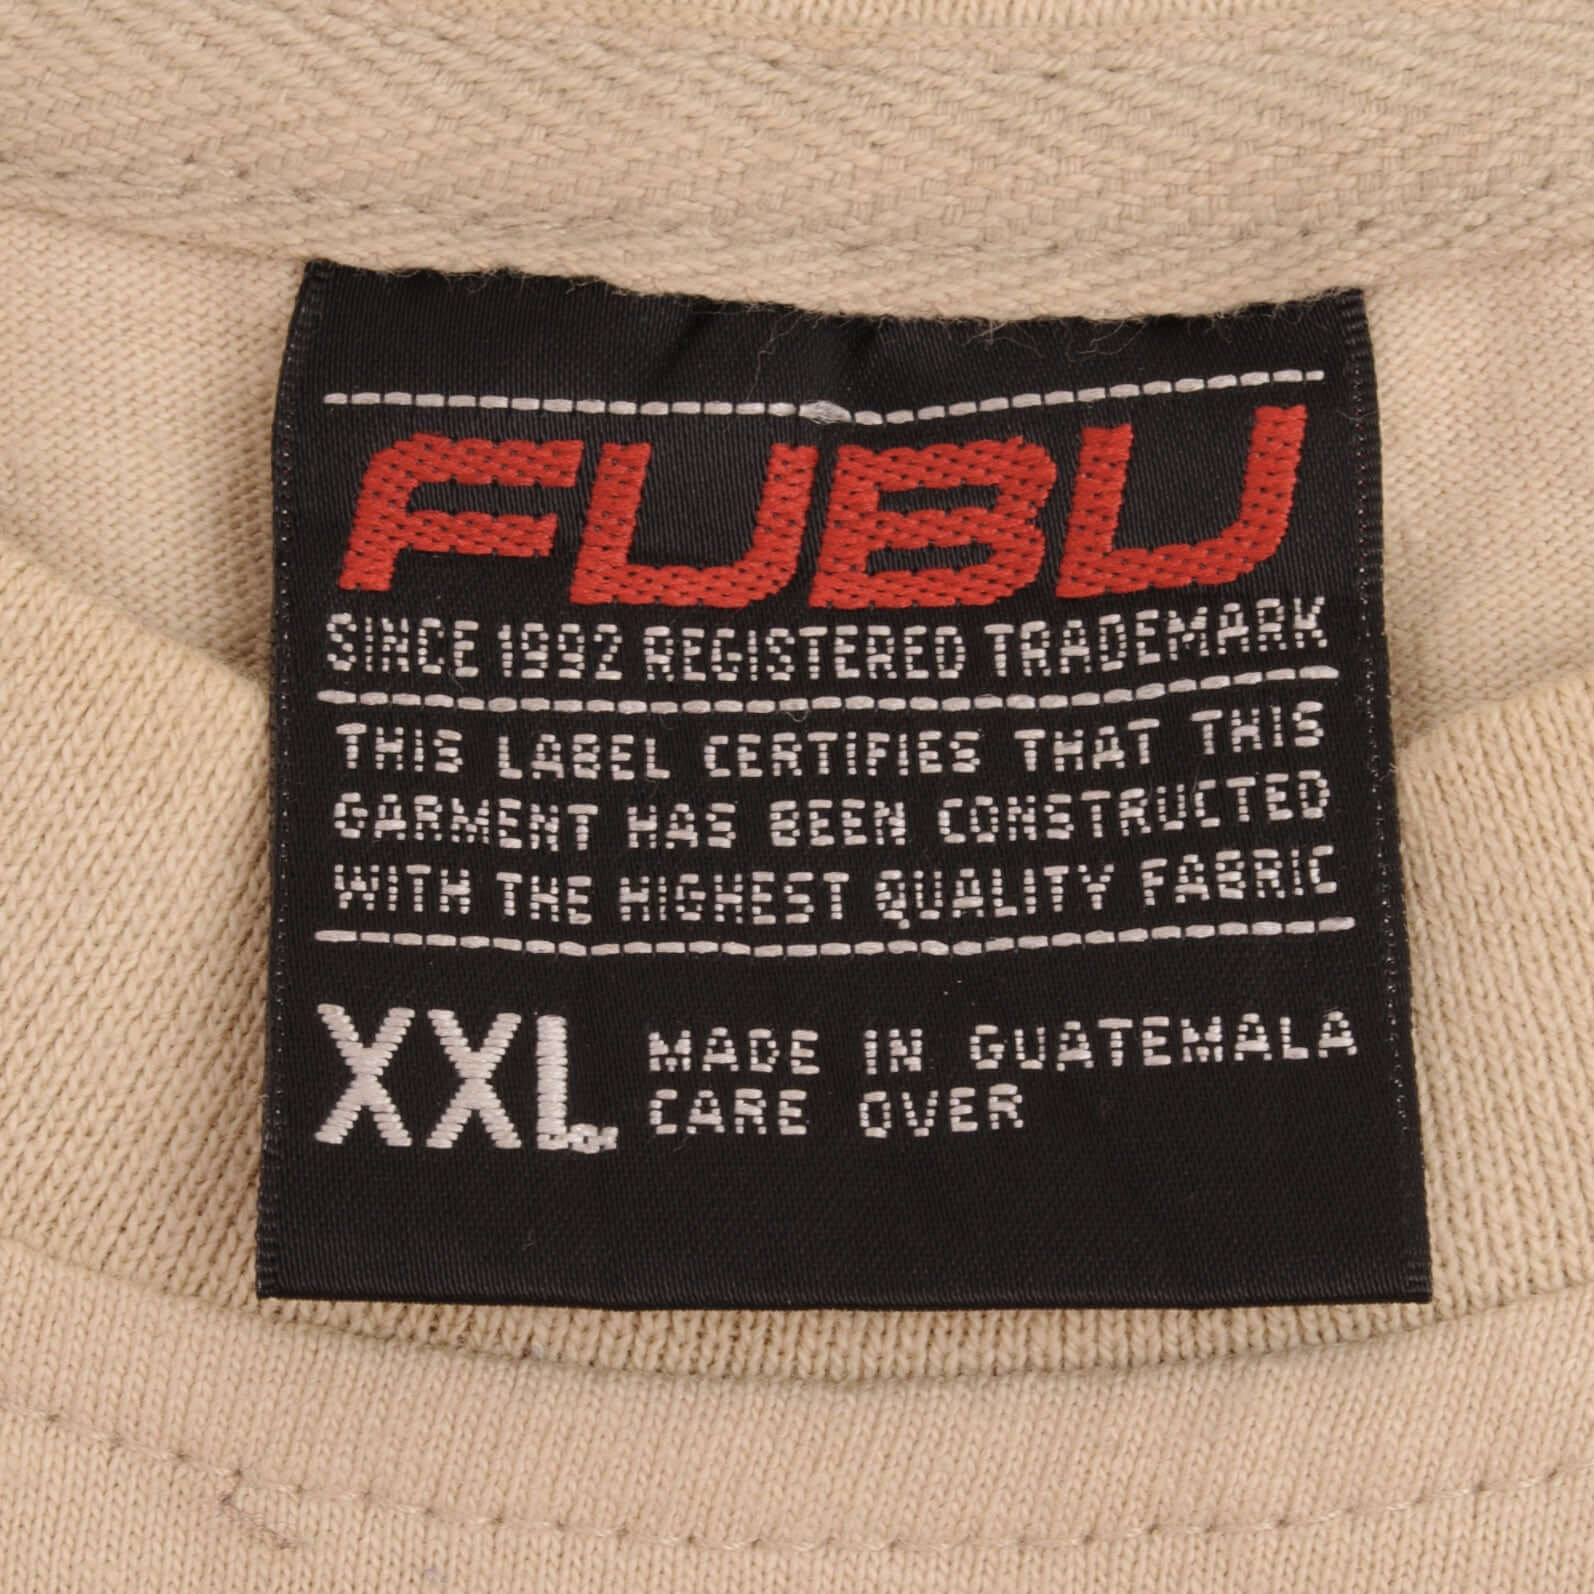 FUBU
SINCE 1992 REGISTERED TRADEMARK
THIS LABEL CERTIFIES THAT THIS
GARMENT HAS BEEN CONSTRUCTED
WITH THE HIGHEST QUALITY FABRIC
XXL MADE IN GUATEMALA
CARE OVER